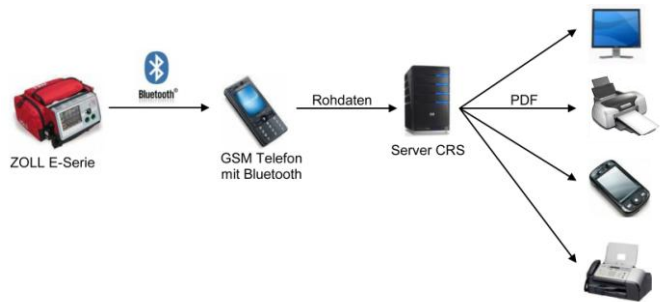 Bluetooth®
ZOLL E-Serie
GSM Telefon
mit Bluetooth
Rohdaten
Server CRS
PDF